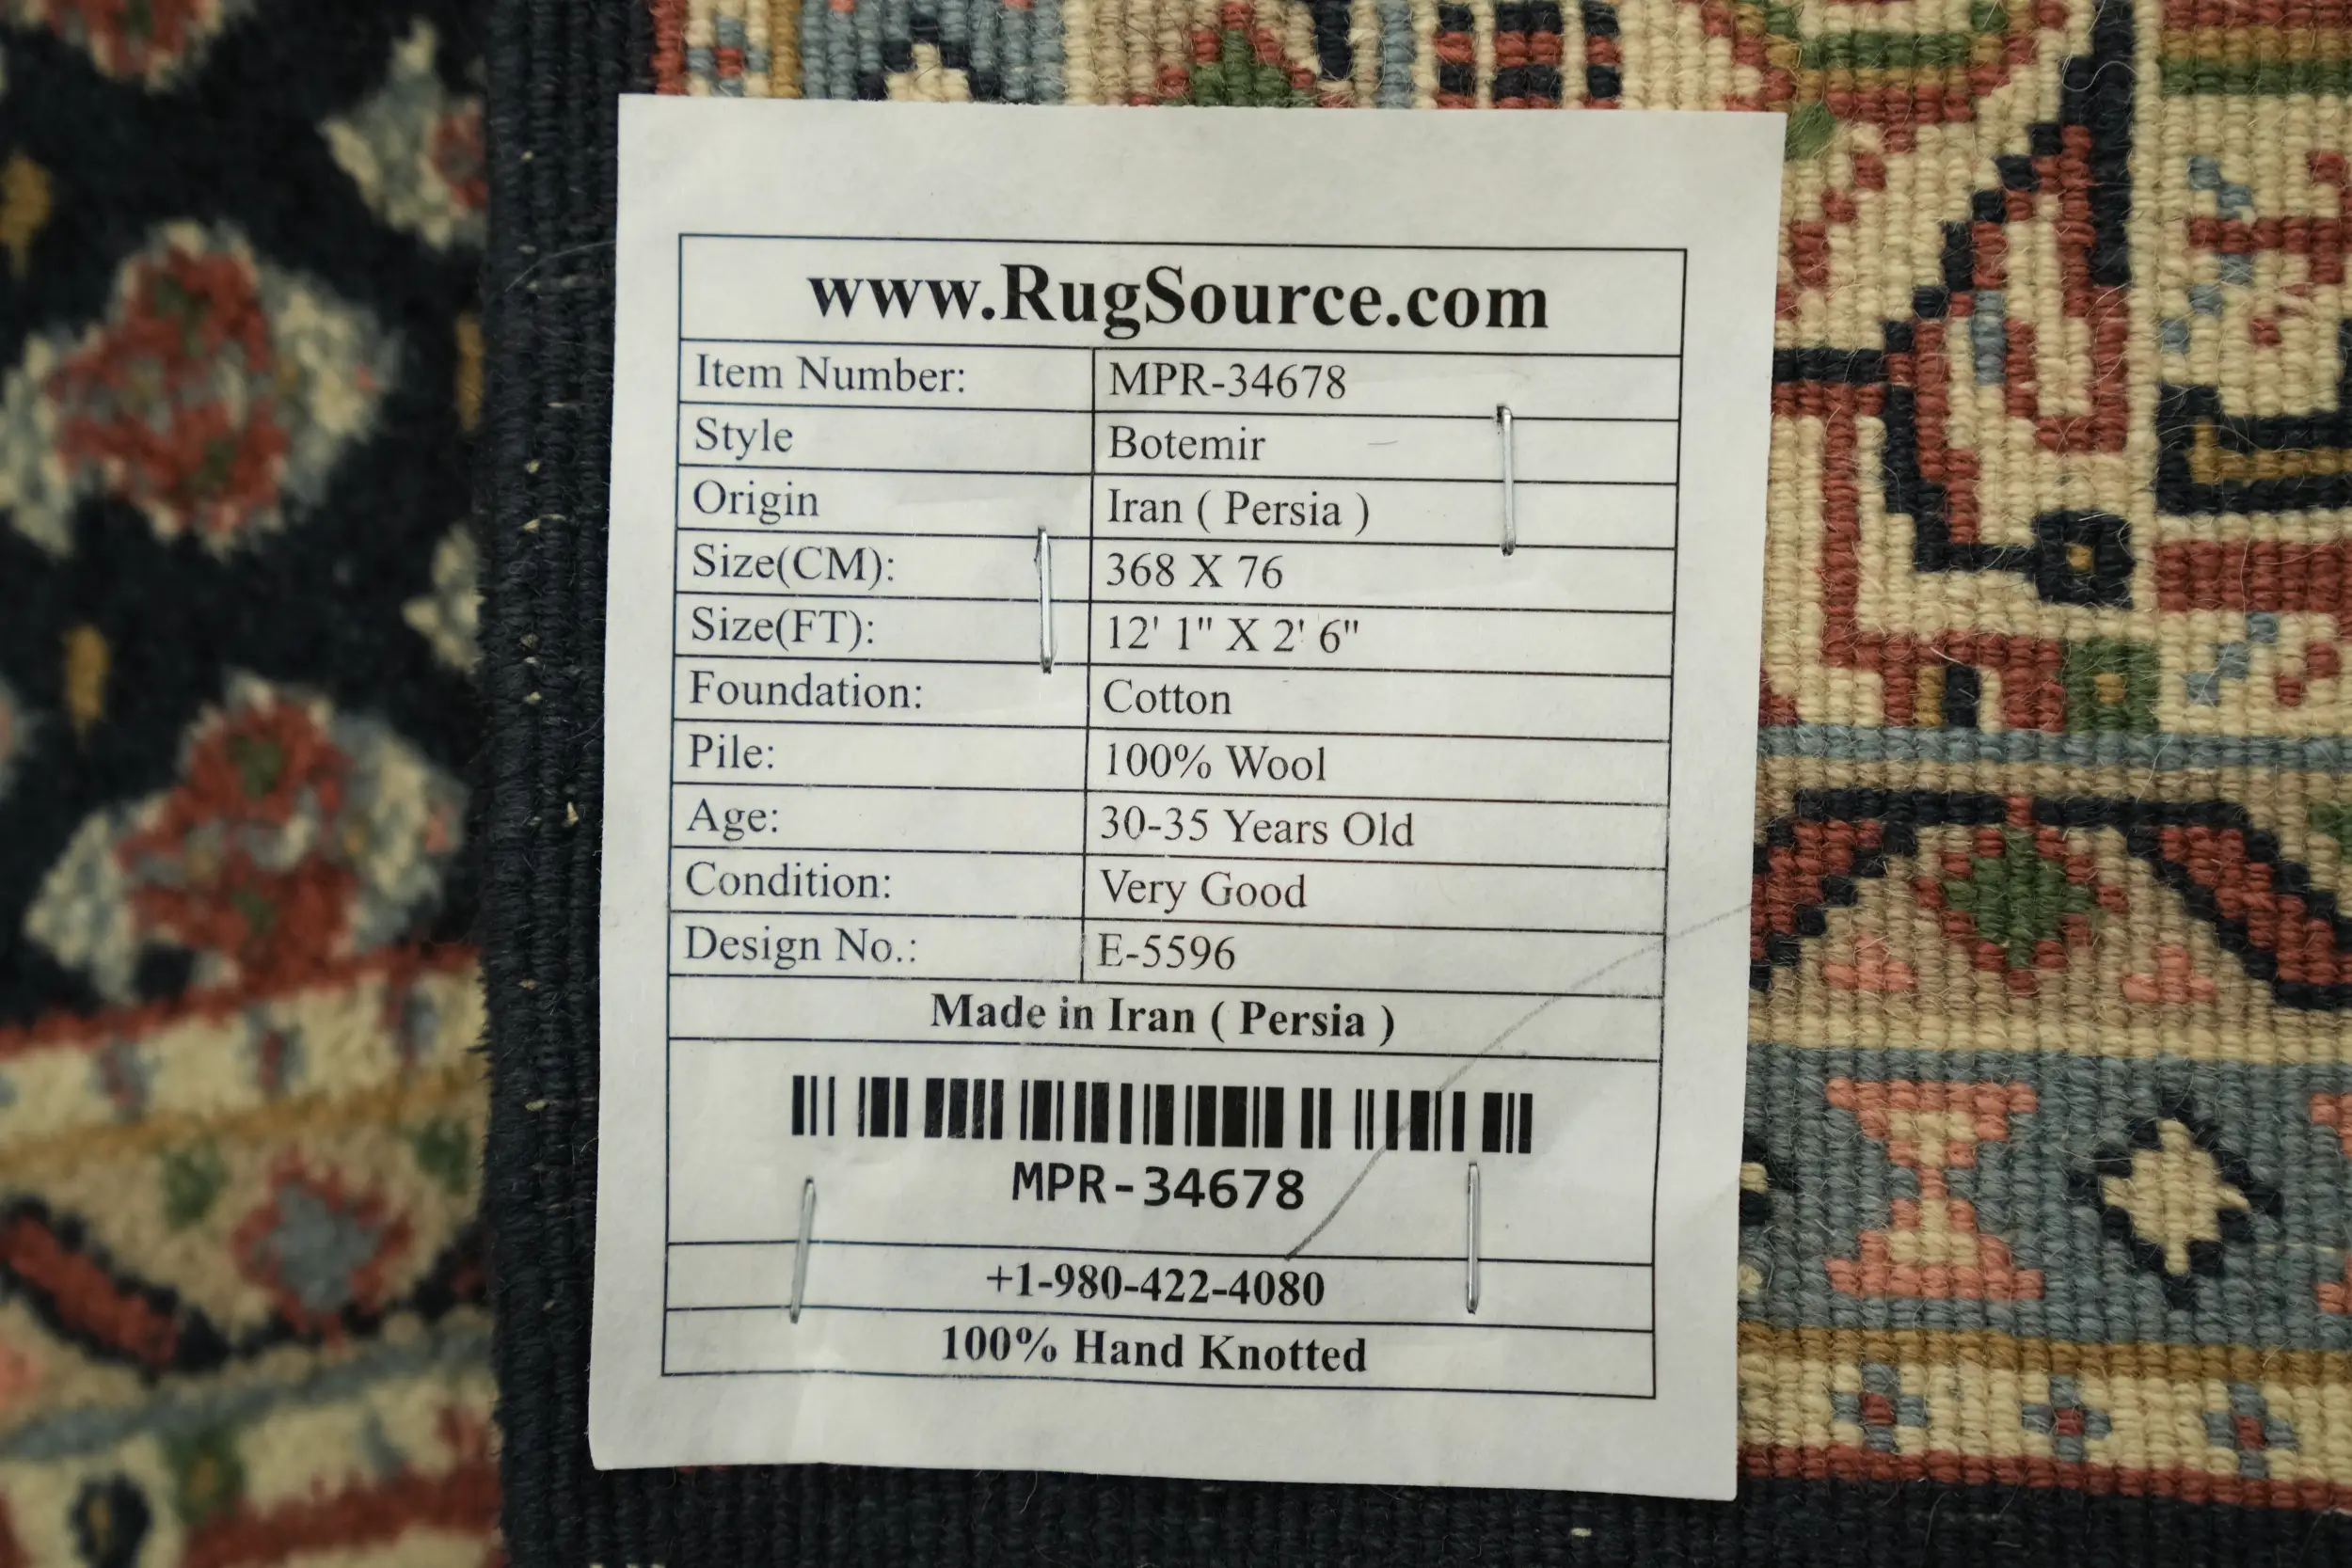 www.RugSource.com
Item Number: MPR-34678
Style Botemir
Origin Iran ( Persia )
Size(CM): 368 X 76
Size(FT): 12' 1" X 2' 6"
Foundation: Cotton
Pile: 100% Wool
Age: 30-35 Years Old
Condition: Very Good
Design No.: E-5596
Made in Iran ( Persia )
MPR-34678
+1-980-422-4080
100% Hand Knotted